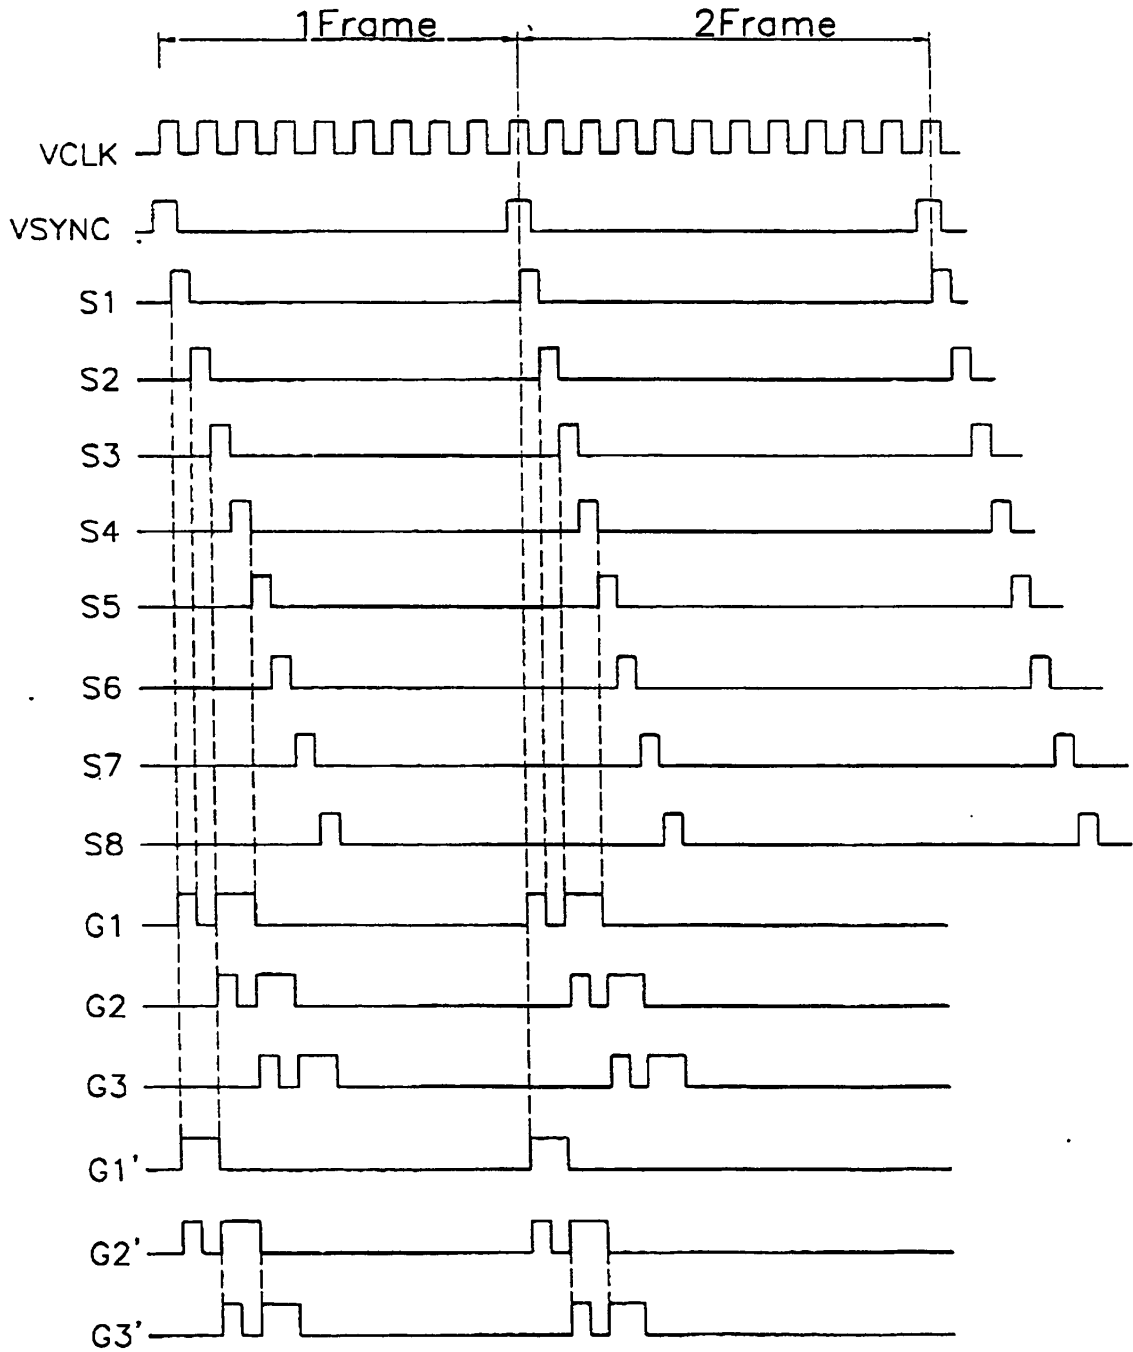 1Frame 2Frame
VCLK
VSYNC
S1
S2
S3
S4
S5
S6
S7
S8
G1
G2
G3
G1'
G2'
G3'